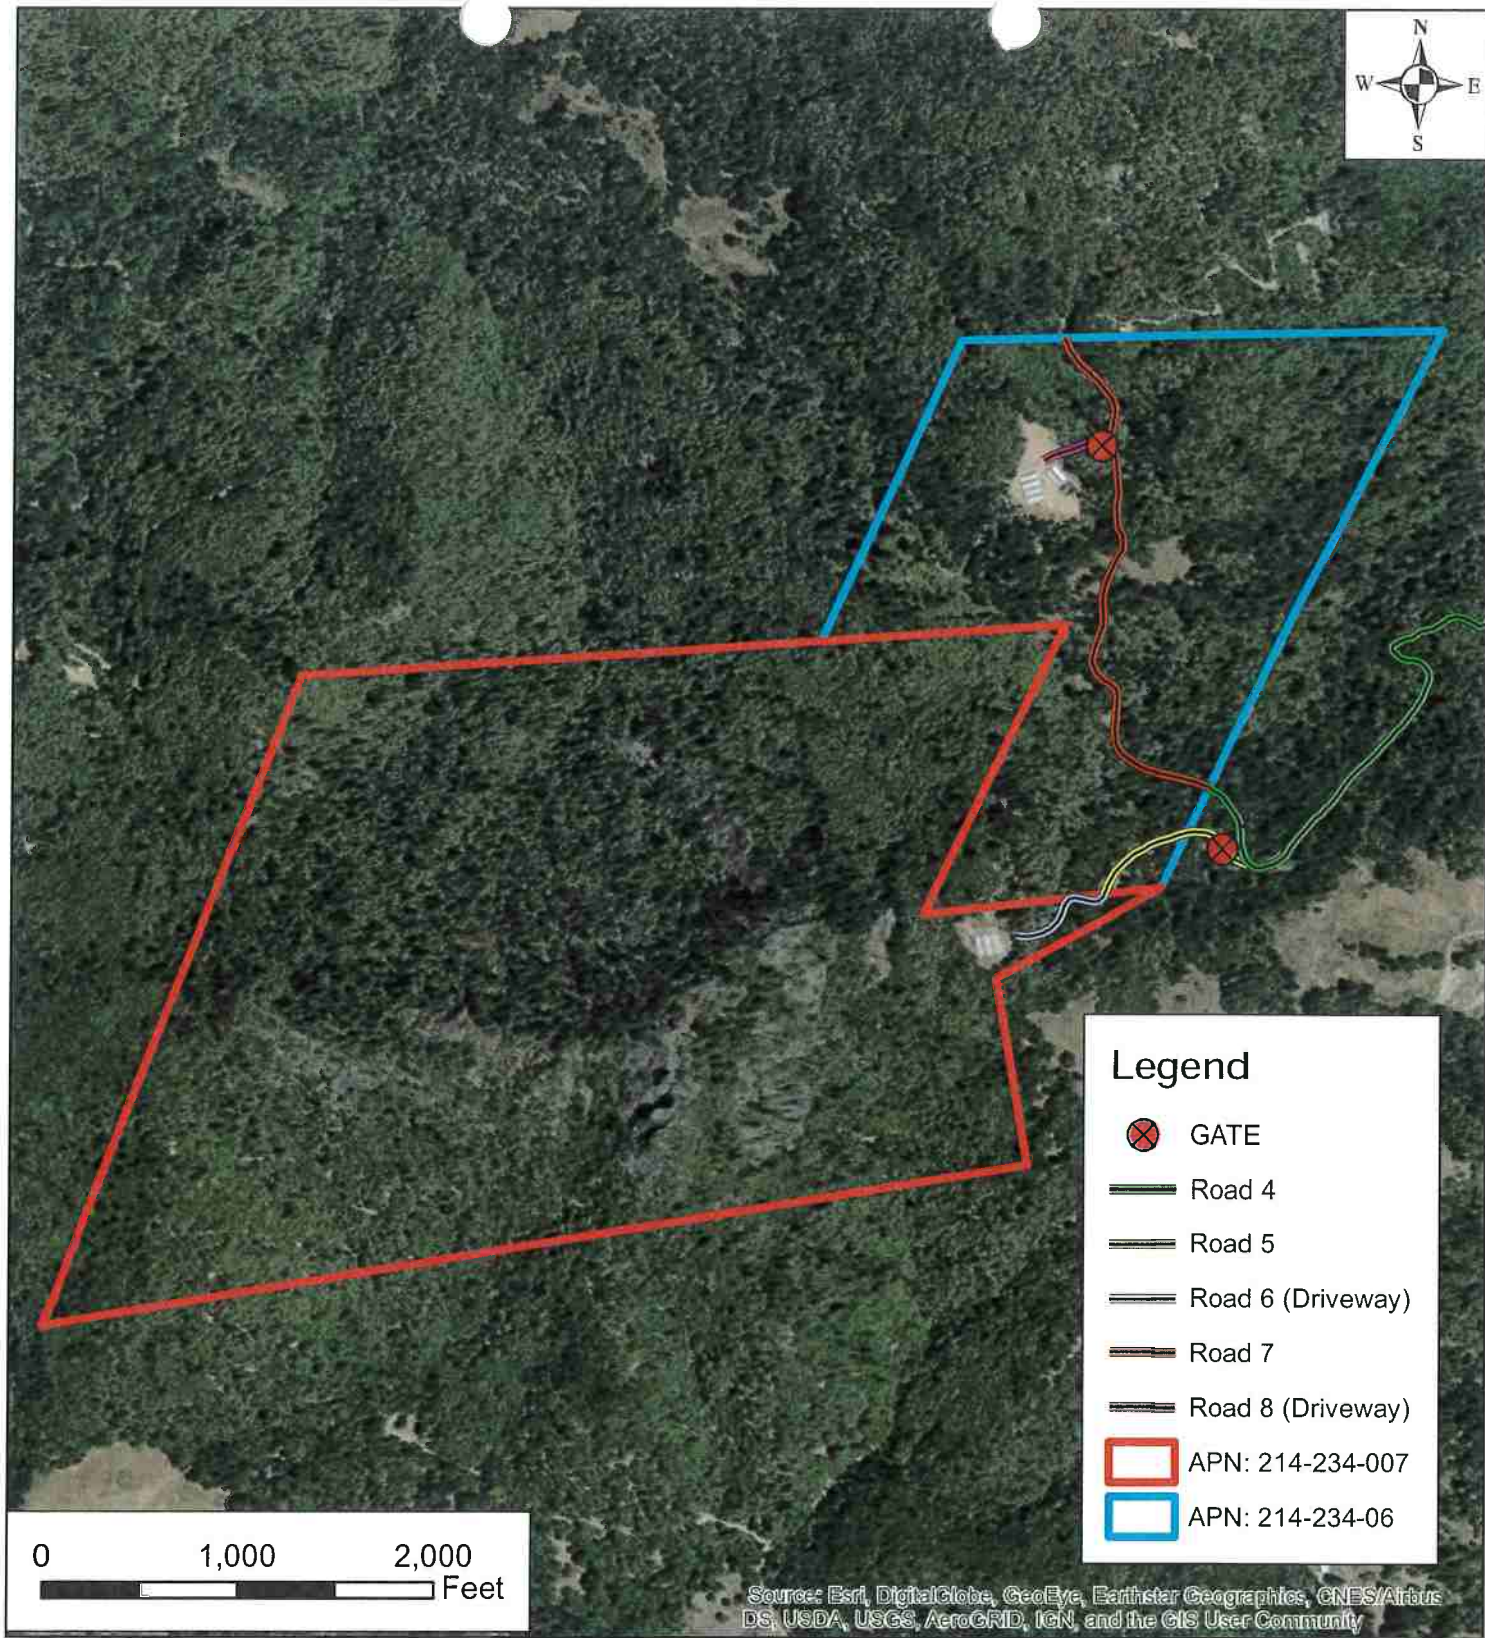 N
W E
S
Legend
GATE
Road 4
Road 5
Road 6 (Driveway)
Road 7
Road 8 (Driveway)
APN: 214-234-007
APN: 214-234-06
0 1,000 2,000
Feet
Source: Esri, DigitalGlobe, GeoEye, Earthstar Geographics, CNES/Airbus
DS, USDA, USGS, AeroGRID, IGN, and the GIS User Community